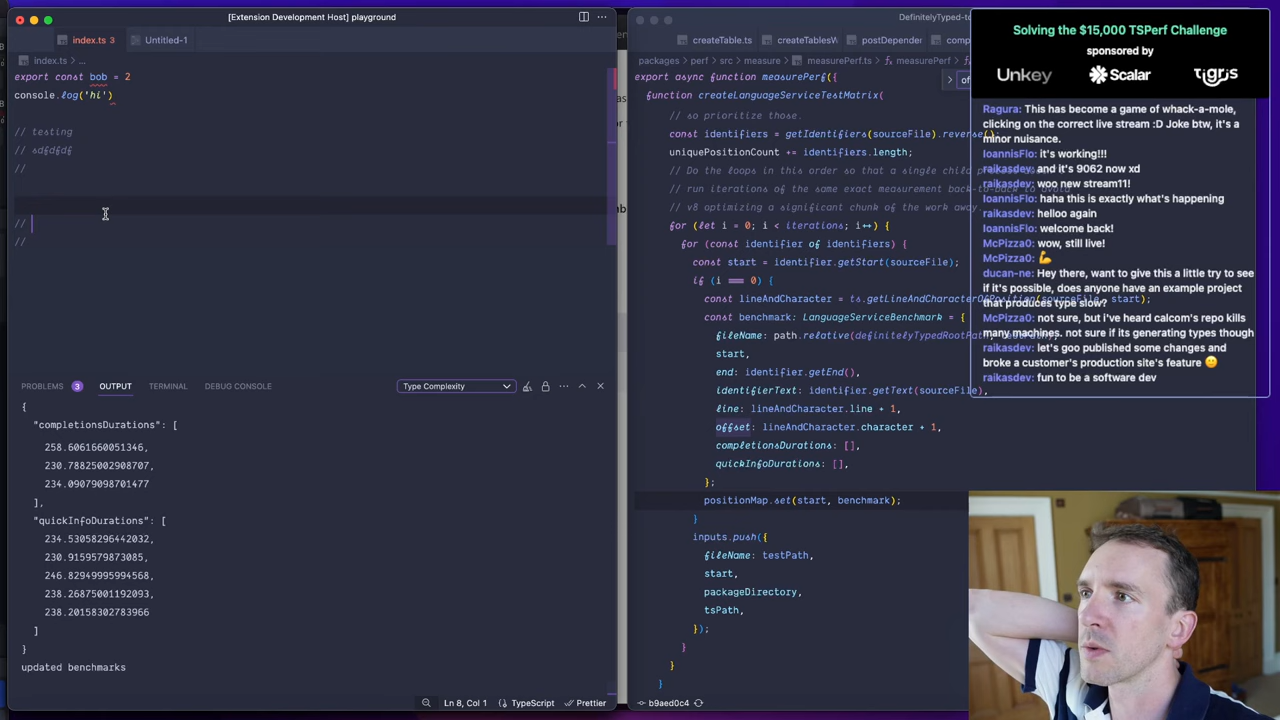 [Extension Development Host] playground
index.ts 3
Untitled-1
index.ts > ...
export const bob = 2
console.log('hi')
// testing
// sdfdfdf
//
//
//
PROBLEMS 3 OUTPUT TERMINAL DEBUG CONSOLE
Type Complexity
{
"completionsDurations": [
258.6061660051346,
230.78825002908707,
234.09079098701477
],
"quickInfoDurations": [
234.53058296442032,
230.9159579873085,
246.82949995994568,
238.26875001192093,
238.20158302783966
]
}
updated benchmarks
Ln 8, Col 1 {} TypeScript Prettier
createTable.ts
packages > perf > src > measure > measurePerf.ts > measurePerf
export async function measurePerf({
function createLanguageServiceTestMatrix(
// so prioritize those.
const identifiers = getIdentifiers(sourceFile).reverse();
uniquePositionCount += identifiers.length;
// Do the loops in this order so that a single child
// run iterations of the same exact measurement back-to-back to avoid
// v8 optimizing a significant chunk of the work away.
for (let i = 0; i < iterations; i++) {
for (const identifier of identifiers) {
const start = identifier.getStart(sourceFile);
if (i === 0) {
const lineAndCharacter = ts.getLineAndCharacterOfPosition(sourceFile, start);
const benchmark: LanguageServiceBenchmark = {
fileName: path.relative(definitelyTypedRootPath,
start,
end: identifier.getEnd(),
identifierText: identifier.getText(sourceFile),
line: lineAndCharacter.line + 1,
offset: lineAndCharacter.character + 1,
completionsDurations: [],
quickInfoDurations: [],
};
positionMap.set(start, benchmark);
}
inputs.push({
fileName: testPath,
start,
packageDirectory,
tsPath,
});
}
}
}
b9aed0c4
Solving the $15,000 TSPerf Challenge
sponsored by
Unkey Scalar tigris
Ragura: This has become a game of whack-a-mole,
clicking on the correct live stream :D Joke btw, it's a
minor nuisance.
IoannisFlo: it's working!!!
raikasdev: and it's 9062 now xd
raikasdev: woo new stream11!
IoannisFlo: haha this is exactly what's happening
raikasdev: helloo again
IoannisFlo: welcome back!
McPizza0: wow, still live!
McPizza0: 💪
ducan-ne: Hey there, want to give this a little try to see
if it's possible, does anyone have an example project
that produces type slow?
McPizza0: not sure, but i've heard calcom's repo kills
many machines. not sure if its generating types though
raikasdev: let's goo published some changes and
broke a customer's production site's feature 😬
raikasdev: fun to be a software dev